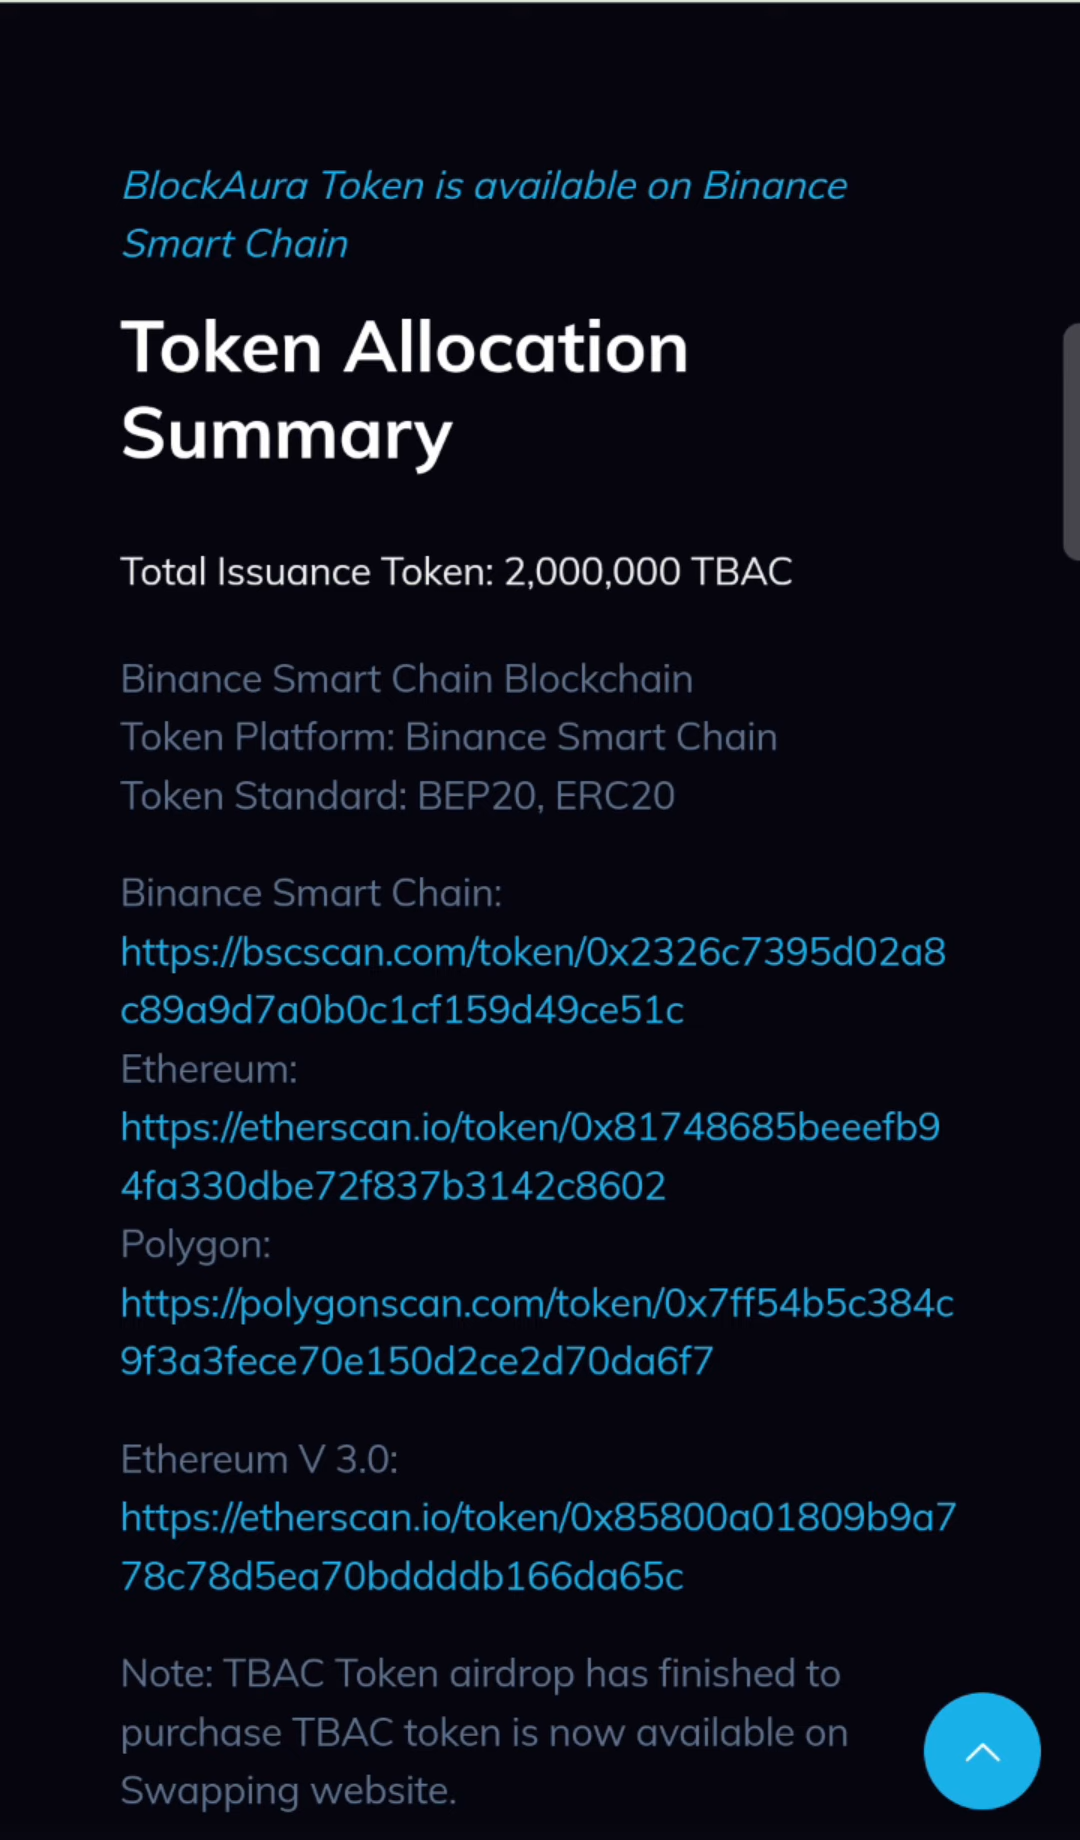 BlockAura Token is available on Binance
Smart Chain
Token Allocation
Summary
Total Issuance Token: 2,000,000 TBAC
Binance Smart Chain Blockchain
Token Platform: Binance Smart Chain
Token Standard: BEP20, ERC20
Binance Smart Chain:
https://bscscan.com/token/0x2326c7395d02a8
c89a9d7a0b0c1cf159d49ce51c
Ethereum:
https://etherscan.io/token/0x81748685beeefb9
4fa330dbe72f837b3142c8602
Polygon:
https://polygonscan.com/token/0x7ff54b5c384c
9f3a3fece70e150d2ce2d70da6f7
Ethereum V 3.0:
https://etherscan.io/token/0x85800a01809b9a7
78c78d5ea70bddddb166da65c
Note: TBAC Token airdrop has finished to
purchase TBAC token is now available on
Swapping website.